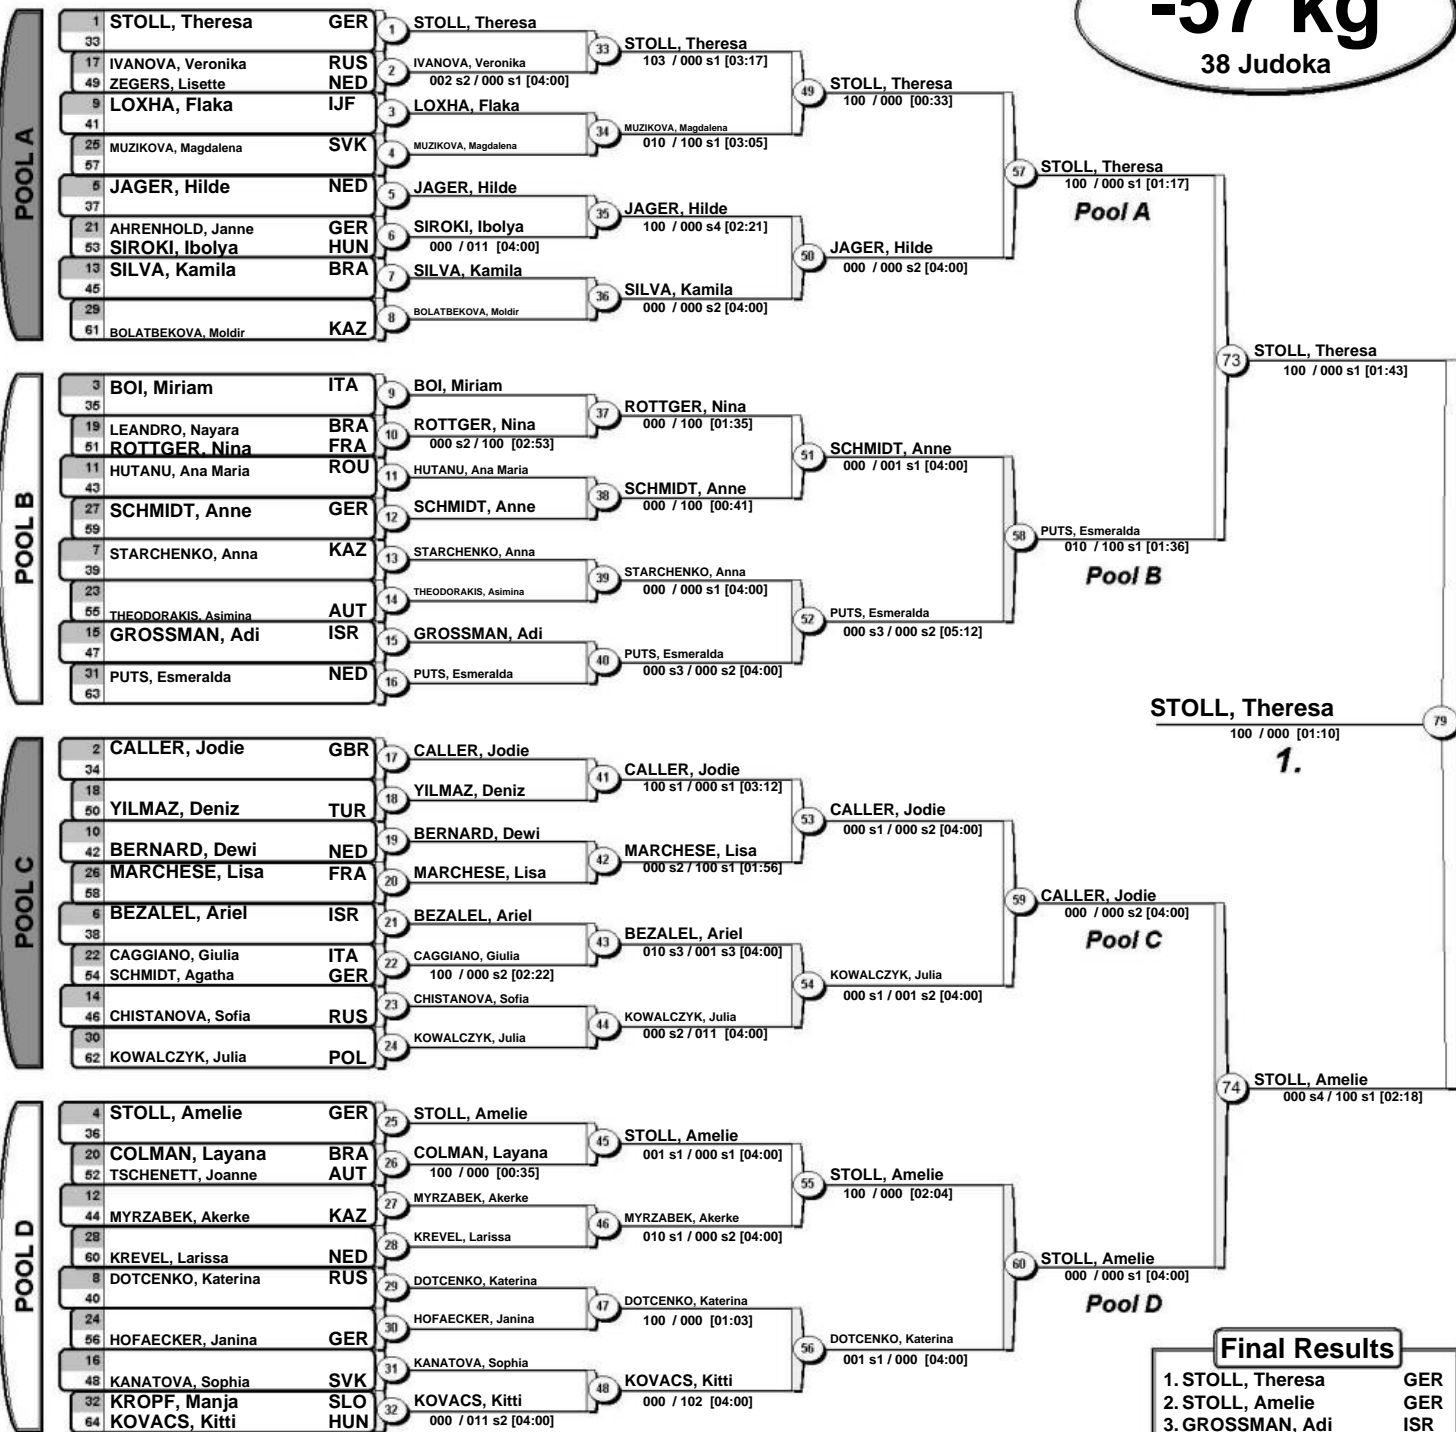 -57 kg
38 Judoka
POOL A
1 STOLL, Theresa GER
33
17 IVANOVA, Veronika RUS
49 ZEGERS, Lisette NED
9 LOXHA, Flaka IJF
41
25 MUZIKOVA, Magdalena SVK
57
5 JAGER, Hilde NED
37
21 AHRENHOLD, Janne GER
53 SIROKI, Ibolya HUN
13 SILVA, Kamila BRA
45
29
61 BOLATBEKOVA, Moldir KAZ
1 STOLL, Theresa
2 IVANOVA, Veronika
002 s2 / 000 s1 [04:00]
3 LOXHA, Flaka
4 MUZIKOVA, Magdalena
5 JAGER, Hilde
6 SIROKI, Ibolya
000 / 011 [04:00]
7 SILVA, Kamila
8 BOLATBEKOVA, Moldir
33 STOLL, Theresa
103 / 000 s1 [03:17]
34 MUZIKOVA, Magdalena
010 / 100 s1 [03:05]
35 JAGER, Hilde
100 / 000 s4 [02:21]
36 SILVA, Kamila
000 / 000 s2 [04:00]
49 STOLL, Theresa
100 / 000 [00:33]
50 JAGER, Hilde
000 / 000 s2 [04:00]
57 STOLL, Theresa
100 / 000 s1 [01:17]
Pool A
POOL B
3 BOI, Miriam ITA
35
19 LEANDRO, Nayara BRA
51 ROTTGER, Nina FRA
11 HUTANU, Ana Maria ROU
43
27 SCHMIDT, Anne GER
59
7 STARCHENKO, Anna KAZ
39
23
55 THEODORAKIS, Asimina AUT
15 GROSSMAN, Adi ISR
47
31 PUTS, Esmeralda NED
63
9 BOI, Miriam
10 ROTTGER, Nina
000 s2 / 100 [02:53]
11 HUTANU, Ana Maria
12 SCHMIDT, Anne
13 STARCHENKO, Anna
14 THEODORAKIS, Asimina
15 GROSSMAN, Adi
16 PUTS, Esmeralda
37 ROTTGER, Nina
000 / 100 [01:35]
38 SCHMIDT, Anne
000 / 100 [00:41]
39 STARCHENKO, Anna
000 / 000 s1 [04:00]
40 PUTS, Esmeralda
000 s3 / 000 s2 [04:00]
51 SCHMIDT, Anne
000 / 001 s1 [04:00]
52 PUTS, Esmeralda
000 s3 / 000 s2 [05:12]
58 PUTS, Esmeralda
010 / 100 s1 [01:36]
Pool B
73 STOLL, Theresa
100 / 000 s1 [01:43]
STOLL, Theresa 79
100 / 000 [01:10]
1.
POOL C
2 CALLER, Jodie GBR
34
18
50 YILMAZ, Deniz TUR
10
42 BERNARD, Dewi NED
26 MARCHESE, Lisa FRA
58
6 BEZALEL, Ariel ISR
38
22 CAGGIANO, Giulia ITA
54 SCHMIDT, Agatha GER
14
46 CHISTANOVA, Sofia RUS
30
62 KOWALCZYK, Julia POL
17 CALLER, Jodie
18 YILMAZ, Deniz
19 BERNARD, Dewi
20 MARCHESE, Lisa
21 BEZALEL, Ariel
22 CAGGIANO, Giulia
100 / 000 s2 [02:22]
23 CHISTANOVA, Sofia
24 KOWALCZYK, Julia
41 CALLER, Jodie
100 s1 / 000 s1 [03:12]
42 MARCHESE, Lisa
000 s2 / 100 s1 [01:56]
43 BEZALEL, Ariel
010 s3 / 001 s3 [04:00]
44 KOWALCZYK, Julia
000 s2 / 011 [04:00]
53 CALLER, Jodie
000 s1 / 000 s2 [04:00]
54 KOWALCZYK, Julia
000 s1 / 001 s2 [04:00]
59 CALLER, Jodie
000 / 000 s2 [04:00]
Pool C
POOL D
4 STOLL, Amelie GER
36
20 COLMAN, Layana BRA
52 TSCHENETT, Joanne AUT
12
44 MYRZABEK, Akerke KAZ
28
60 KREVEL, Larissa NED
8 DOTCENKO, Katerina RUS
40
24
56 HOFAECKER, Janina GER
16
48 KANATOVA, Sophia SVK
32 KROPF, Manja SLO
64 KOVACS, Kitti HUN
25 STOLL, Amelie
26 COLMAN, Layana
100 / 000 [00:35]
27 MYRZABEK, Akerke
28 KREVEL, Larissa
29 DOTCENKO, Katerina
30 HOFAECKER, Janina
31 KANATOVA, Sophia
32 KOVACS, Kitti
000 / 011 s2 [04:00]
45 STOLL, Amelie
001 s1 / 000 s1 [04:00]
46 MYRZABEK, Akerke
010 s1 / 000 s2 [04:00]
47 DOTCENKO, Katerina
100 / 000 [01:03]
48 KOVACS, Kitti
000 / 102 [04:00]
55 STOLL, Amelie
100 / 000 [02:04]
56 DOTCENKO, Katerina
001 s1 / 000 [04:00]
60 STOLL, Amelie
000 / 000 s1 [04:00]
Pool D
74 STOLL, Amelie
000 s4 / 100 s1 [02:18]
Final Results
1. STOLL, Theresa GER
2. STOLL, Amelie GER
3. GROSSMAN, Adi ISR